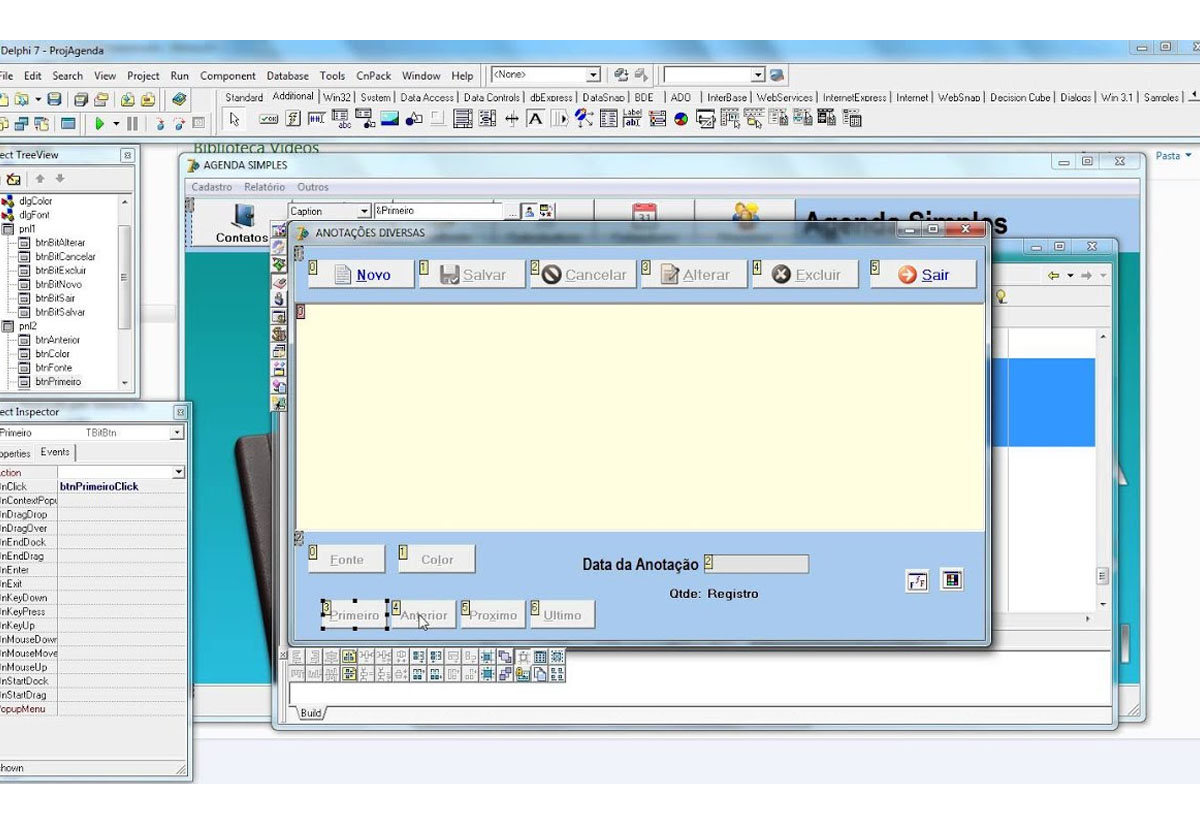 Delphi 7 - ProjAgenda
File Edit Search View Project Run Component Database Tools CnPack Window Help <None>
Standard Additional Win32 System Data Access Data Controls dbExpress DataSnap BDE ADO InterBase WebServices InternetExpress Internet WebSnap Decision Cube Dialogs Win 3.1 Samples
ect TreeView
Biblioteca Vídeos
Pasta
AGENDA SIMPLES
Cadastro Relatório Outros
Caption &Primeiro
Contatos
31
Agenda Simples
dlgColor
dlgFont
pnl1
btnBitAlterar
btnBitCancelar
btnBitExcluir
btnBitNovo
btnBitSair
btnBitSalvar
pnl2
btnAnterior
btnColor
btnFonte
btnPrimeiro
ANOTAÇÕES DIVERSAS
0 Novo 1 Salvar 2 Cancelar 3 Alterar 4 Excluir 5 Sair
0
2
0 Fonte 1 Color Data da Anotação 2
Qtde: Registro
3 Primeiro 4 Anterior 5 Proximo 6 Ultimo
ect Inspector
Primeiro TBitBtn
operties Events
ction
nClick btnPrimeiroClick
nContextPopu
nDragDrop
nDragOver
nEndDock
nEndDrag
nEnter
nExit
nKeyDown
nKeyPress
nKeyUp
nMouseDown
nMouseMove
nMouseUp
nStartDock
nStartDrag
opupMenu
hown
Build